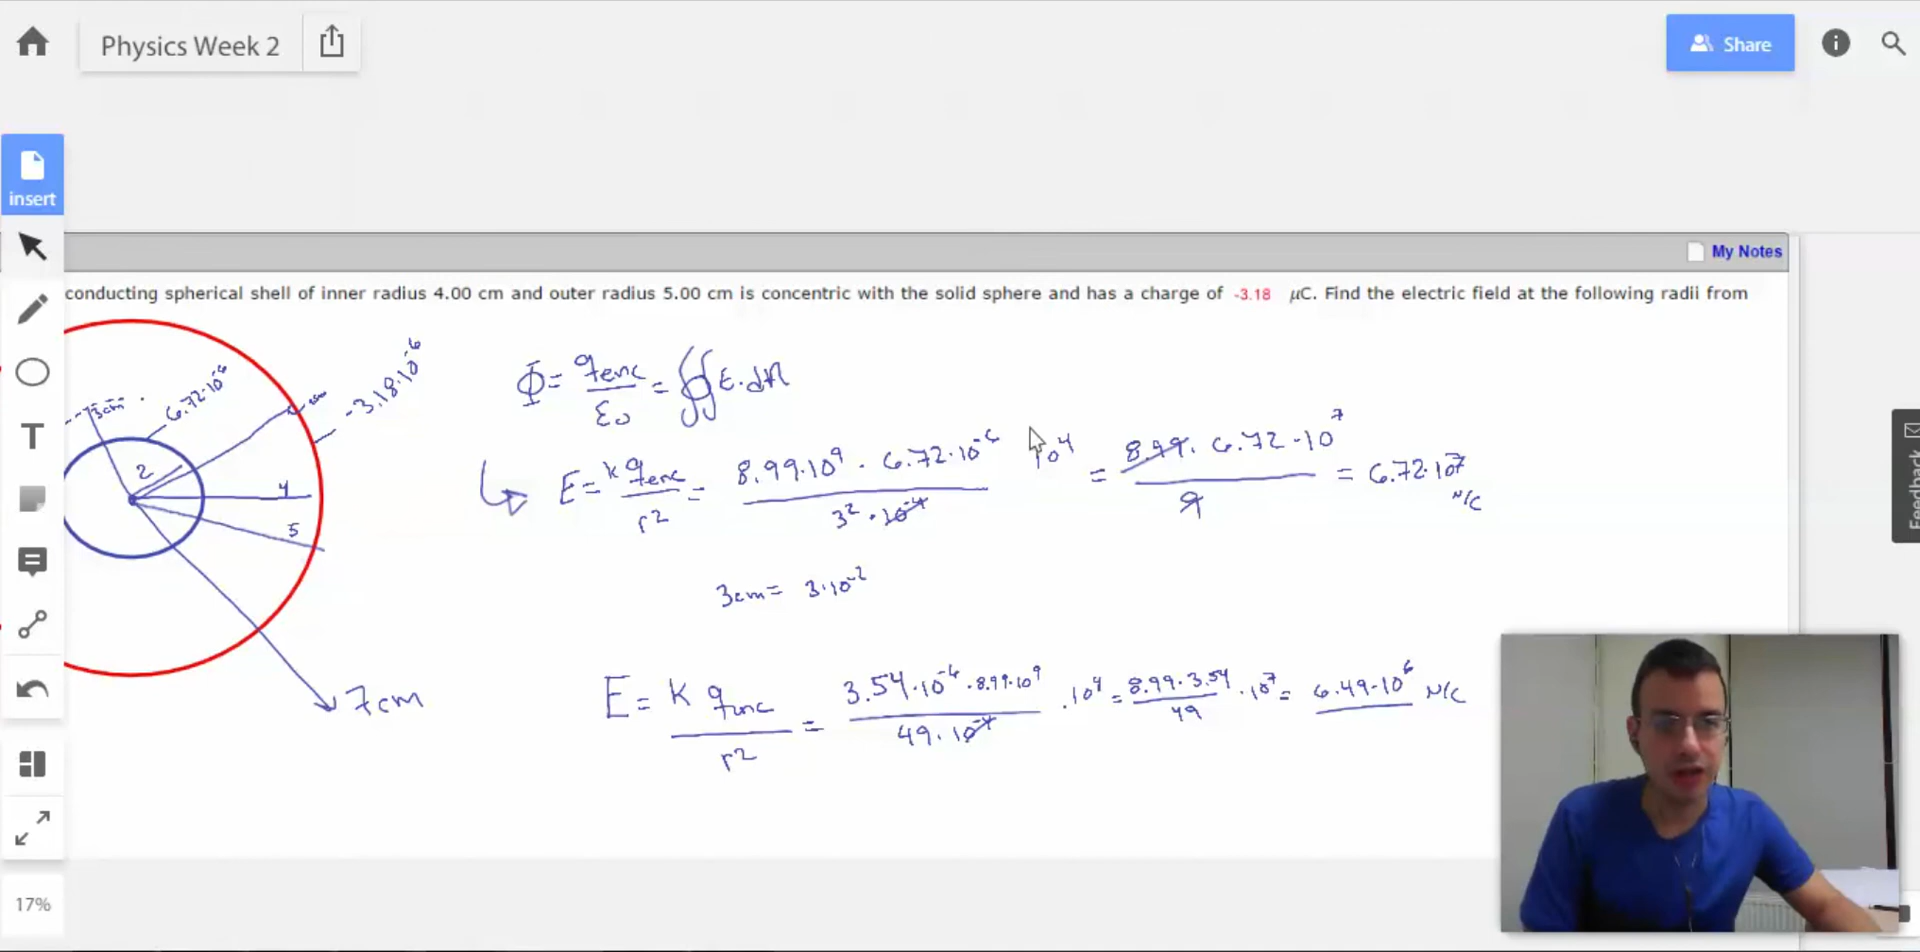 Physics Week 2
Share
insert
My Notes
conducting spherical shell of inner radius 4.00 cm and outer radius 5.00 cm is concentric with the solid sphere and has a charge of -3.18 μC. Find the electric field at the following radii from
3cm
6.72·10⁻⁶
-3.18·10⁻⁶
2
4
5
7cm
Φ = qenc/ε₀ = ∯ E·dA
E = k qenc/r² = 8.99·10⁹ · 6.72·10⁻⁶ / 3²·10⁻⁴ 10⁴ = 8.99 · 6.72·10⁷ / 9 = 6.72·10⁷ N/C
3cm = 3·10⁻²
E = K qenc/r² = 3.54·10⁻⁶ · 8.99·10⁹ / 49·10⁻⁴ · 10⁴ = 8.99·3.54/49 · 10⁷ = 6.49·10⁶ N/C
T
Feedback
17%